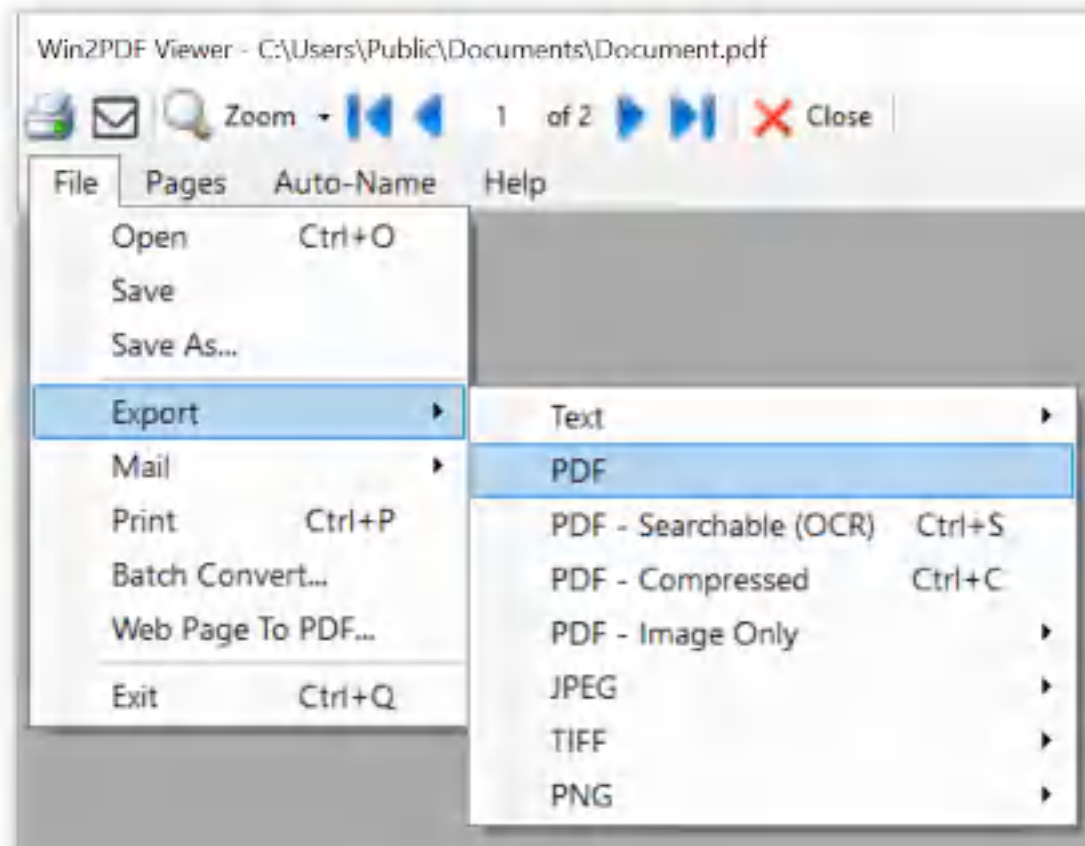 Win2PDF Viewer - C:\Users\Public\Documents\Document.pdf
Zoom 1 of 2 Close
File Pages Auto-Name Help
Open Ctrl+O
Save
Save As...
Export
Mail
Print Ctrl+P
Batch Convert...
Web Page To PDF...
Exit Ctrl+Q
Text
PDF
PDF - Searchable (OCR) Ctrl+S
PDF - Compressed Ctrl+C
PDF - Image Only
JPEG
TIFF
PNG